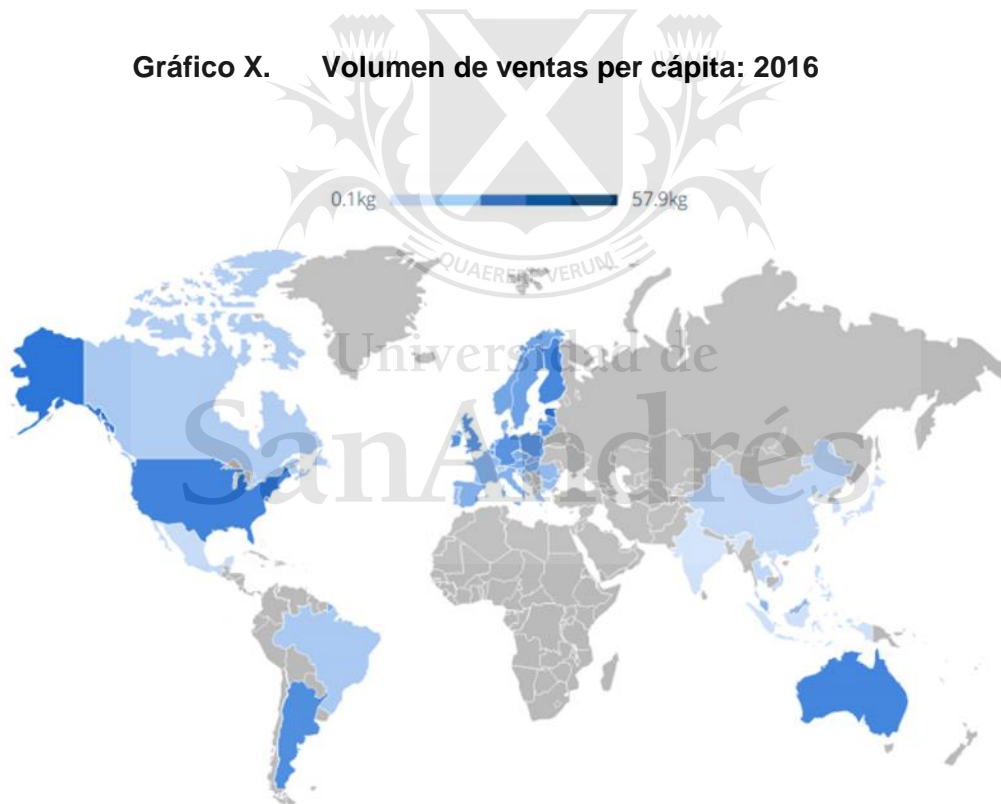 Gráfico X. Volumen de ventas per cápita: 2016
0.1kg 57.9kg
QUAERERE VERUM
Universidad de
SanAndrés